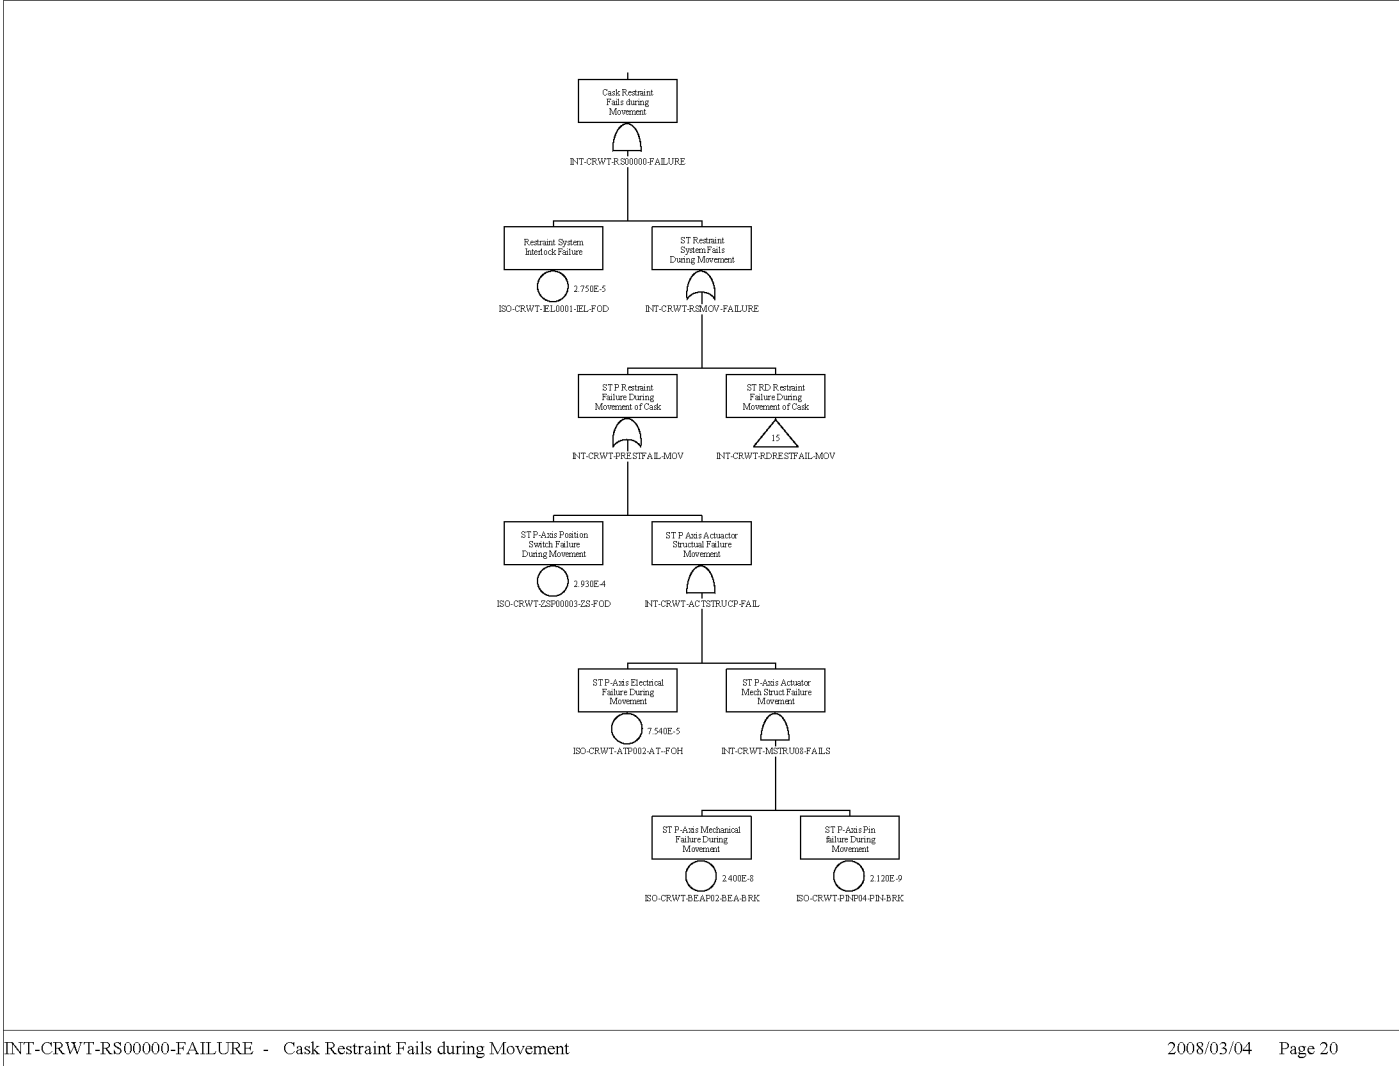 Cask Restraint
Fails during
Movement
INT-CRWT-RS00000-FAILURE
Restraint System
Interlock Failure
2.750E-5
ISO-CRWT-IEL0001-IEL-FOD
ST Restraint
System Fails
During Movement
INT-CRWT-RSMOV-FAILURE
ST P Restraint
Failure During
Movement of Cask
INT-CRWT-PRESTFAIL-MOV
ST RD Restraint
Failure During
Movement of Cask
15
INT-CRWT-RDRESTFAIL-MOV
ST P-Axis Position
Switch Failure
During Movement
2.930E-4
ISO-CRWT-ZSP00003-ZS-FOD
ST P Axis Actuactor
Structual Failure
Movement
INT-CRWT-ACTSTRUCP-FAIL
ST P-Axis Electrical
Failure During
Movement
7.540E-5
ISO-CRWT-ATP002-AT--FOH
ST P-Axis Actuator
Mech Struct Failure
Movement
INT-CRWT-MSTRU08-FAILS
ST P-Axis Mechanical
Failure During
Movement
2.400E-8
ISO-CRWT-BEAP02-BEA-BRK
ST P-Axis Pin
failure During
Movement
2.120E-9
ISO-CRWT-PINP04-PIN-BRK
INT-CRWT-RS00000-FAILURE - Cask Restraint Fails during Movement
2008/03/04 Page 20